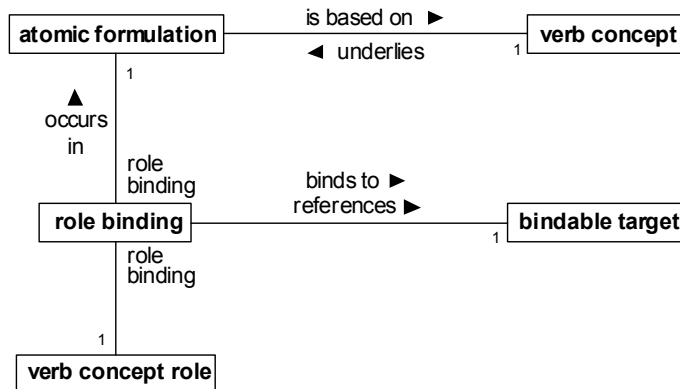 is based on ►
atomic formulation
verb concept
◄ underlies
1
1
▲
occurs
in
role
binding
binds to ►
references ►
role binding
bindable target
1
role
binding
1
verb concept role